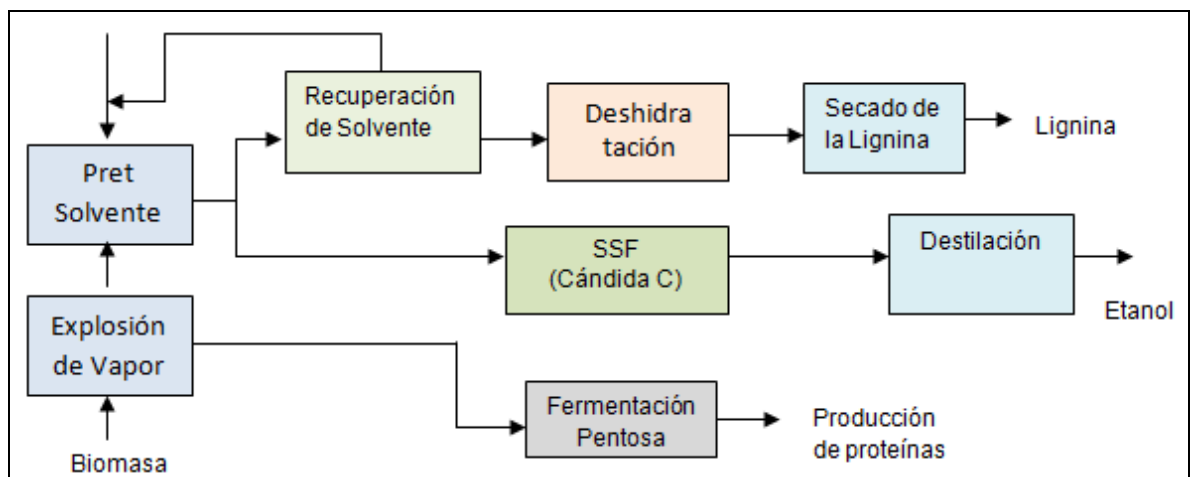 Recuperación
de Solvente
Deshidra
tación
Secado de
la Lignina
Lignina
Pret
Solvente
SSF
(Cándida C)
Destilación
Etanol
Explosión
de Vapor
Fermentación
Pentosa
Producción
de proteínas
Biomasa